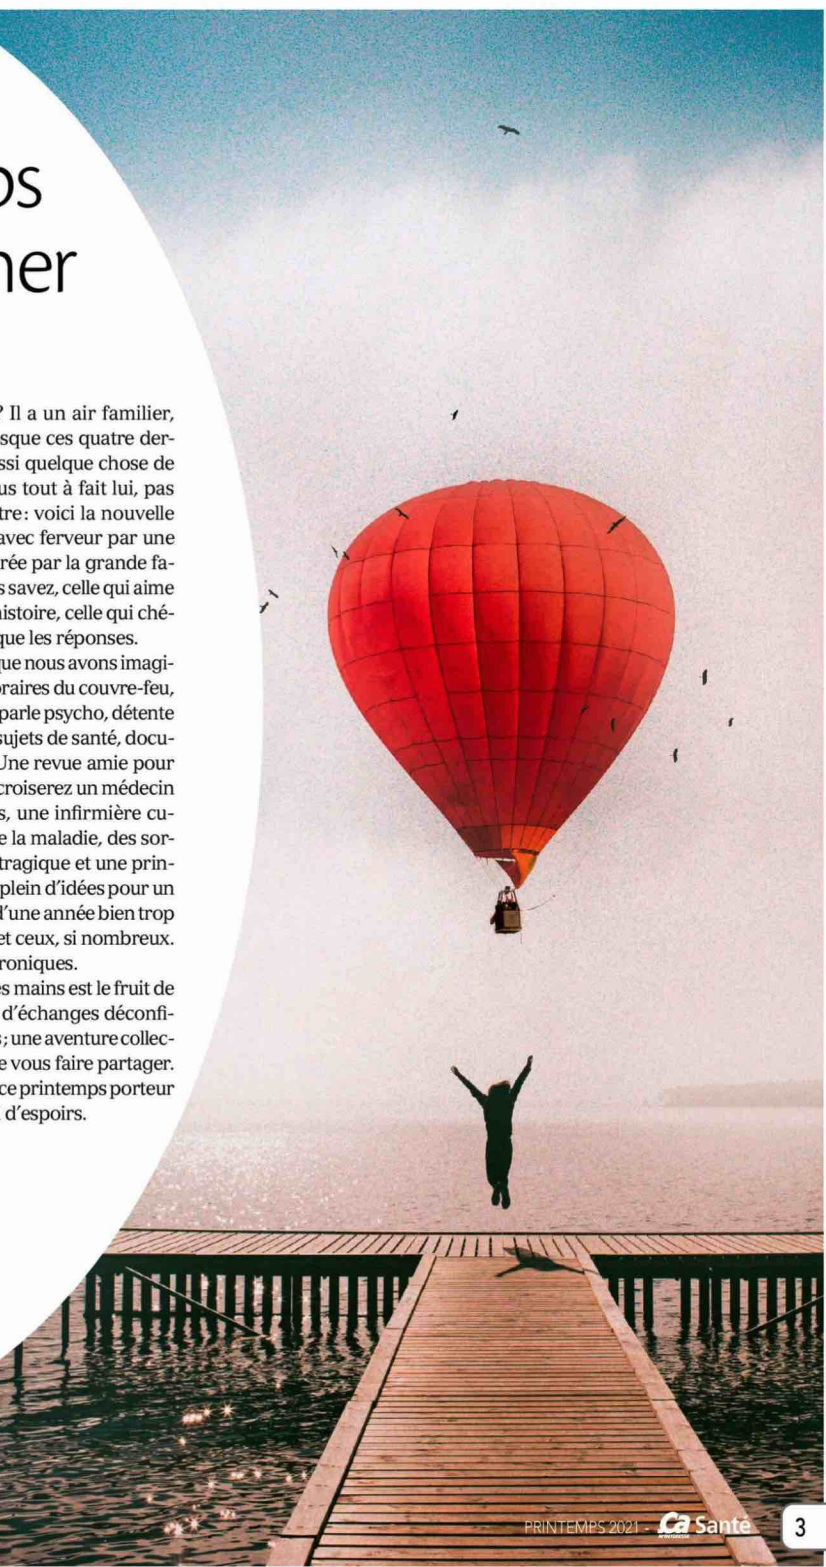 os
ner
? Il a un air familier,
sque ces quatre der-
ssi quelque chose de
us tout à fait lui, pas
tre : voici la nouvelle
avec ferveur par une
rée par la grande fa-
s savez, celle qui aime
histoire, celle qui ché-
que les réponses.
que nous avons imagi-
oraires du couvre-feu,
parle psycho, détente
sujets de santé, docu-
Une revue amie pour
croiserez un médecin
s, une infirmière cu-
e la maladie, des sor-
tragique et une prin-
plein d'idées pour un
d'une année bien trop
et ceux, si nombreux.
roniques.
es mains est le fruit de
d'échanges déconfi-
s ; une aventure collec-
e vous faire partager.
ce printemps porteur
d'espoirs.
PRINTEMPS 2021 - Ça M'INTÉRESSE Santé 3